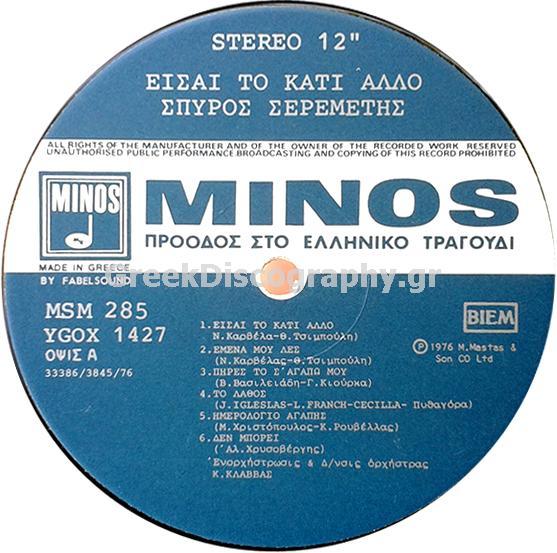 STEREO 12"
ΕΙΣΑΙ ΤΟ ΚΑΤΙ ΑΛΛΟ
ΣΠΥΡΟΣ ΣΕΡΕΜΕΤΗΣ
ALL RIGHTS OF THE MANUFACTURER AND OF THE OWNER OF THE RECORDED WORK RESERVED
UNAUTHORISED PUBLIC PERFORMANCE BROADCASTING AND COPYING OF THIS RECORD PROHIBITED
MINOS
MINOS
ΠΡΟΟΔΟΣ ΣΤΟ ΕΛΛΗΝΙΚΟ ΤΡΑΓΟΥΔΙ
MADE IN GREECE
BY FABELSOUND
GreekDiscography.gr
MSM 285
YGOX 1427
ΟΨΙΣ Α
33386/3845/76
BIEM
Ⓟ 1976 M.Matsas &
Son CO Ltd
1.ΕΙΣΑΙ ΤΟ ΚΑΤΙ ΑΛΛΟ
(Ν.Καρβέλα-Θ.Τσιμπούλη)
2.ΕΜΕΝΑ ΜΟΥ ΛΕΣ
(Ν.Καρβέλας-Θ.Τσιμπούλη)
3.ΠΗΡΕΣ ΤΟ Σ'ΑΓΑΠΩ ΜΟΥ
(Β.Βασιλειάδη-Γ.Κιούρκα)
4.ΤΟ ΛΑΘΟΣ
(J.IGLESLAS-L.FRANCH-CECILLA- Πυθαγόρα)
5.ΗΜΕΡΟΛΟΓΙΟ ΑΓΑΠΗΣ
(Μ.Χριστόπουλος-Κ.Ρουβέλλας)
6.ΔΕΝ ΜΠΟΡΕΙ
('Αλ.Χρυσοβέργης)
'Ενορχήστρωσις & Δ/νσις ὀρχήστρας
Κ.ΚΛΑΒΒΑΣ